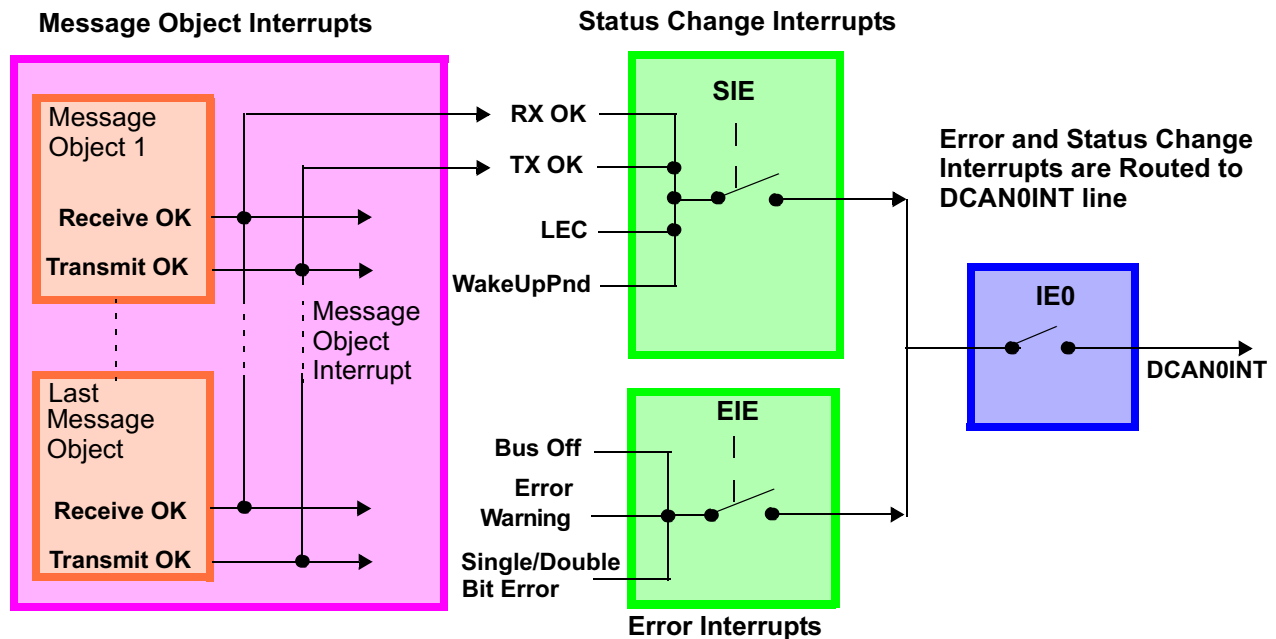 Message Object Interrupts
Message
Object 1
Receive OK
Transmit OK
Message
Object
Interrupt
Last
Message
Object
Receive OK
Transmit OK
Status Change Interrupts
SIE
RX OK
TX OK
LEC
WakeUpPnd
EIE
Bus Off
Error
Warning
Single/Double
Bit Error
Error Interrupts
Error and Status Change
Interrupts are Routed to
DCAN0INT line
IE0
DCAN0INT